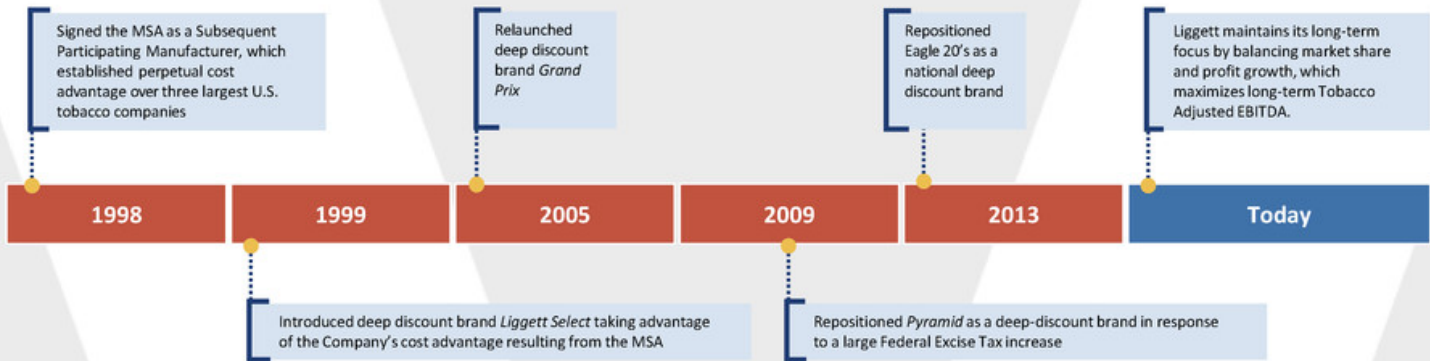 Signed the MSA as a Subsequent
Participating Manufacturer, which
established perpetual cost
advantage over three largest U.S.
tobacco companies
Relaunched
deep discount
brand Grand
Prix
Repositioned
Eagle 20's as a
national deep
discount brand
Liggett maintains its long-term
focus by balancing market share
and profit growth, which
maximizes long-term Tobacco
Adjusted EBITDA.
1998
1999
2005
2009
2013
Today
Introduced deep discount brand Liggett Select taking advantage
of the Company's cost advantage resulting from the MSA
Repositioned Pyramid as a deep-discount brand in response
to a large Federal Excise Tax increase